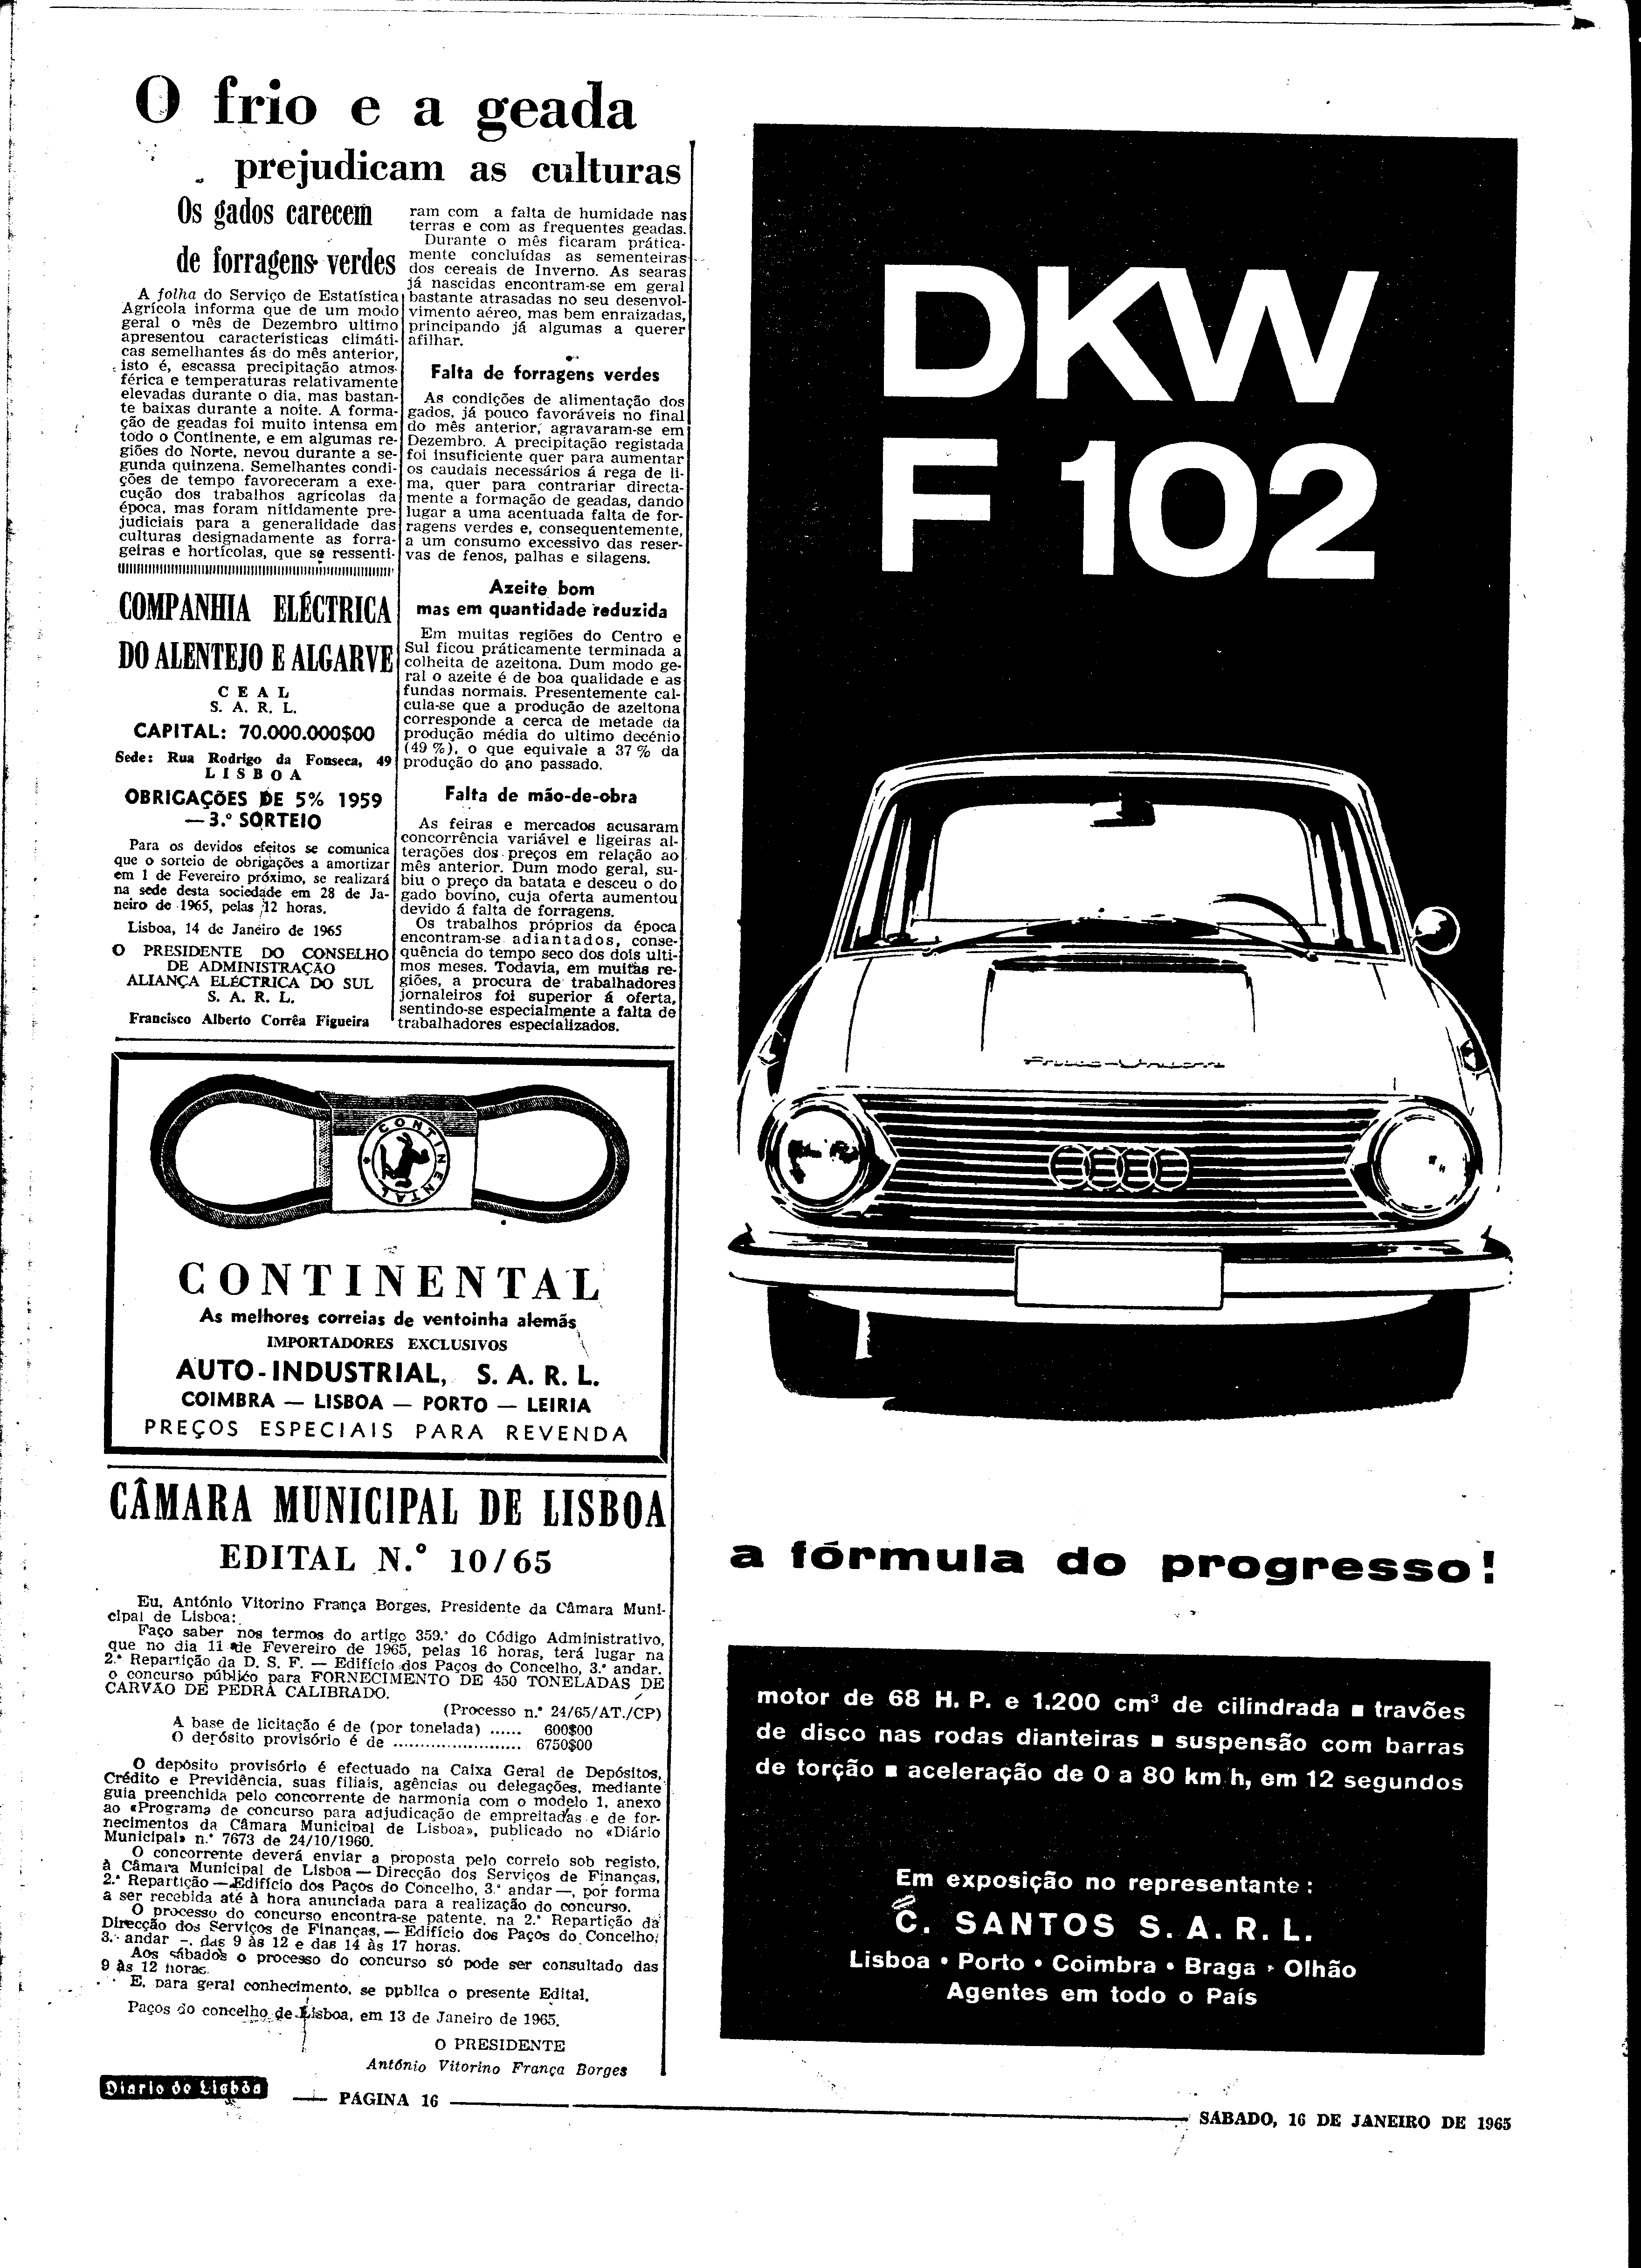 O frio e a geada
prejudicam as culturas
Os gados carecem
de forragens verdes
A folha do Serviço de Estatística
Agrícola informa que de um modo
geral o mês de Dezembro ultimo
apresentou características climáti-
cas semelhantes ás do mês anterior,
isto é, escassa precipitação atmos-
férica e temperaturas relativamente
elevadas durante o dia, mas bastan-
te baixas durante a noite. A forma-
ção de geadas foi muito intensa em
todo o Continente, e em algumas re-
giões do Norte, nevou durante a se-
gunda quinzena. Semelhantes condi-
ções de tempo favoreceram a exe-
cução dos trabalhos agrícolas da
época, mas foram nìtidamente pre-
judiciais para a generalidade das
culturas designadamente as forra-
geiras e hortícolas, que se ressenti-
ram com a falta de humidade nas
terras e com as frequentes geadas.
Durante o mês ficaram pràtica-
mente concluídas as sementeiras
dos cereais de Inverno. As searas
já nascidas encontram-se em geral
bastante atrasadas no seu desenvol-
vimento aéreo, mas bem enraizadas,
principando já algumas a querer
afilhar.
Falta de forragens verdes
As condições de alimentação dos
gados, já pouco favoráveis no final
do mês anterior, agravaram-se em
Dezembro. A precipitação registada
foi insuficiente quer para aumentar
os caudais necessários á rega de li-
ma, quer para contrariar directa-
mente a formação de geadas, dando
lugar a uma acentuada falta de for-
ragens verdes e, consequentemente,
a um consumo excessivo das reser-
vas de fenos, palhas e silagens.
Azeite bom
mas em quantidade reduzida
Em muitas regiões do Centro e
Sul ficou pràticamente terminada a
colheita de azeitona. Dum modo ge-
ral o azeite é de boa qualidade e as
fundas normais. Presentemente cal-
cula-se que a produção de azeitona
corresponde a cerca de metade da
produção média do ultimo decénio
(49 %), o que equivale a 37 % da
produção do ano passado.
Falta de mão-de-obra
As feiras e mercados acusaram
concorrência variável e ligeiras al-
terações dos preços em relação ao
mês anterior. Dum modo geral, su-
biu o preço da batata e desceu o do
gado bovino, cuja oferta aumentou
devido á falta de forragens.
Os trabalhos próprios da época
encontram-se adiantados, conse-
quência do tempo seco dos dois ulti-
mos meses. Todavia, em muitas re-
giões, a procura de trabalhadores
jornaleiros foi superior á oferta,
sentindo-se especialmente a falta de
trabalhadores especializados.
COMPANHIA ELÉCTRICA
DO ALENTEJO E ALGARVE
C E A L
S. A. R. L.
CAPITAL: 70.000.000$00
Sede: Rua Rodrigo da Fonseca, 49
L I S B O A
OBRIGAÇÕES DE 5% 1959
— 3.º SORTEIO
Para os devidos efeitos se comunica
que o sorteio de obrigações a amortizar
em 1 de Fevereiro próximo, se realizará
na sede desta sociedade em 28 de Ja-
neiro de 1965, pelas 12 horas.
Lisboa, 14 de Janeiro de 1965
O PRESIDENTE DO CONSELHO
DE ADMINISTRAÇÃO
ALIANÇA ELÉCTRICA DO SUL
S. A. R. L.
Francisco Alberto Corrêa Figueira
CONTINENTAL
CONTINENTAL
As melhores correias de ventoinha alemãs
IMPORTADORES EXCLUSIVOS
AUTO-INDUSTRIAL, S. A. R. L.
COIMBRA — LISBOA — PORTO — LEIRIA
PREÇOS ESPECIAIS PARA REVENDA
CÂMARA MUNICIPAL DE LISBOA
EDITAL N.º 10/65
Eu, António Vitorino França Borges, Presidente da Câmara Muni-
cipal de Lisboa:
Faço saber nos termos do artigo 359.º do Código Administrativo,
que no dia 11 de Fevereiro de 1965, pelas 16 horas, terá lugar na
2.ª Repartição da D. S. F. — Edifício dos Paços do Concelho, 3.º andar,
o concurso público para FORNECIMENTO DE 450 TONELADAS DE
CARVÃO DE PEDRA CALIBRADO.
(Processo n.º 24/65/AT./CP)
A base de licitação é de (por tonelada) ...... 600$00
O derósito provisório é de ....................... 6750$00
O depósito provisório é efectuado na Caixa Geral de Depósitos,
Crédito e Previdência, suas filiais, agências ou delegações, mediante
guia preenchida pelo concorrente de harmonia com o modelo 1, anexo
ao «Programa de concurso para adjudicação de empreitadas e de for-
necimentos da Câmara Municipal de Lisboa», publicado no «Diário
Municipal» n.º 7673 de 24/10/1960.
O concorrente deverá enviar a proposta pelo correio sob registo,
à Câmara Municipal de Lisboa — Direcção dos Serviços de Finanças,
2.ª Repartição — Edifício dos Paços do Concelho, 3.º andar —, por forma
a ser recebida até à hora anunciada para a realização do concurso.
O processo do concurso encontra-se patente, na 2.ª Repartição da
Direcção dos Serviços de Finanças, — Edifício dos Paços do Concelho,
3.º andar —, das 9 às 12 e das 14 às 17 horas.
Aos sábados o processo do concurso só pode ser consultado das
9 às 12 horas.
E, para geral conhecimento, se publica o presente Edital.
Paços do concelho de Lisboa, em 13 de Janeiro de 1965.
O PRESIDENTE
António Vitorino França Borges
DKW
F 102
Auto-Union
a fórmula do progresso!
motor de 68 H. P. e 1.200 cm³ de cilindrada ■ travões
de disco nas rodas dianteiras ■ suspensão com barras
de torção ■ aceleração de 0 a 80 km h, em 12 segundos
Em exposição no representante:
C. SANTOS S. A. R. L.
Lisboa • Porto • Coimbra • Braga • Olhão
Agentes em todo o País
Diario de Lisbôa
PÁGINA 16
SÁBADO, 16 DE JANEIRO DE 1965